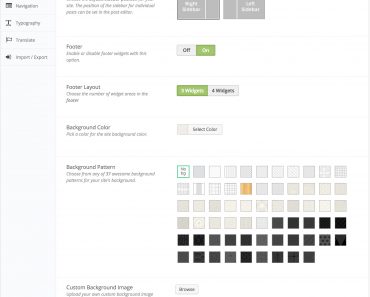 Navigation
site. The position of the sidebar for individual
posts can be set in the post editor.
Right
Sidebar
Left
Sidebar
Typography
Translate
Import / Export
Footer
Enable or disable footer widgets with this
option.
Off
On
Footer Layout
Choose the number of widget areas in the
footer
3 Widgets
4 Widgets
Background Color
Pick a color for the site background color.
Select Color
Background Pattern
Choose from any of 37 awesome background
patterns for your site's background.
Custom Background Image
Upload your own custom background image
Browse